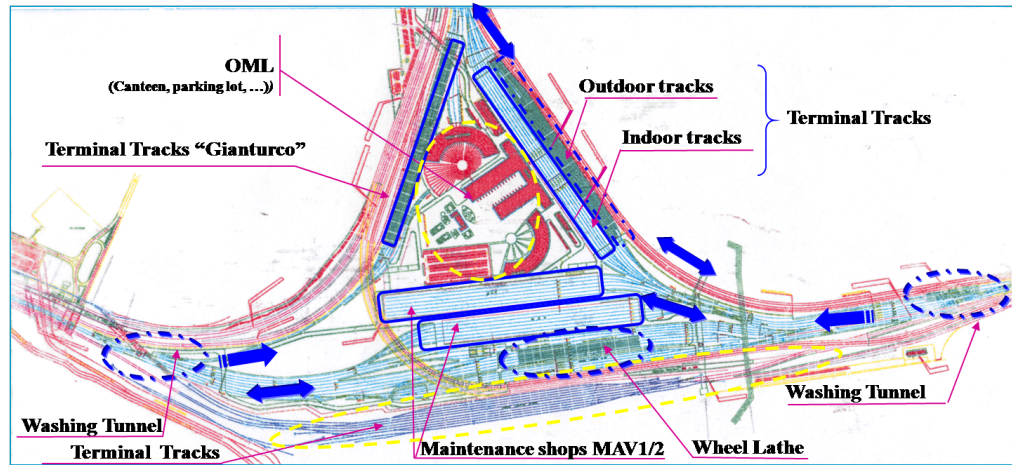 OML
(Canteen, parking lot, …))
Outdoor tracks
Terminal Tracks
Indoor tracks
Terminal Tracks “Gianturco”
Washing Tunnel
Washing Tunnel
Terminal Tracks
Maintenance shops MAV1/2
Wheel Lathe